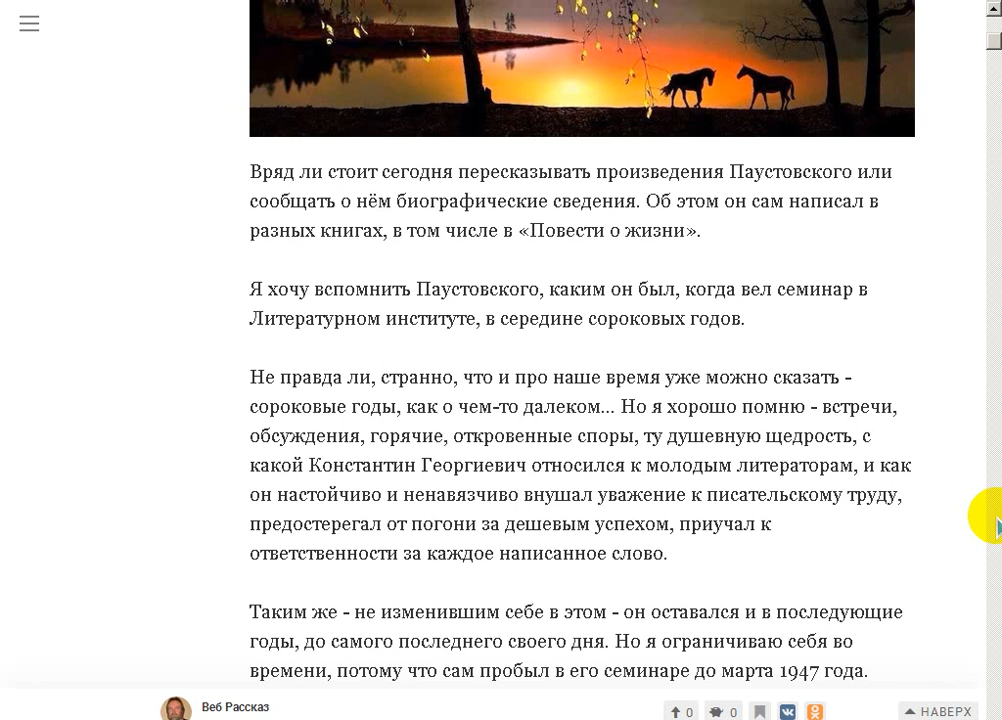 Вряд ли стоит сегодня пересказывать произведения Паустовского или
сообщать о нём биографические сведения. Об этом он сам написал в
разных книгах, в том числе в «Повести о жизни».
Я хочу вспомнить Паустовского, каким он был, когда вел семинар в
Литературном институте, в середине сороковых годов.
Не правда ли, странно, что и про наше время уже можно сказать -
сороковые годы, как о чем-то далеком... Но я хорошо помню - встречи,
обсуждения, горячие, откровенные споры, ту душевную щедрость, с
какой Константин Георгиевич относился к молодым литераторам, и как
он настойчиво и ненавязчиво внушал уважение к писательскому труду,
предостерегал от погони за дешевым успехом, приучал к
ответственности за каждое написанное слово.
Таким же - не изменившим себе в этом - он оставался и в последующие
годы, до самого последнего своего дня. Но я ограничиваю себя во
времени, потому что сам пробыл в его семинаре до марта 1947 года.
Веб Рассказ
0 0 НАВЕРХ